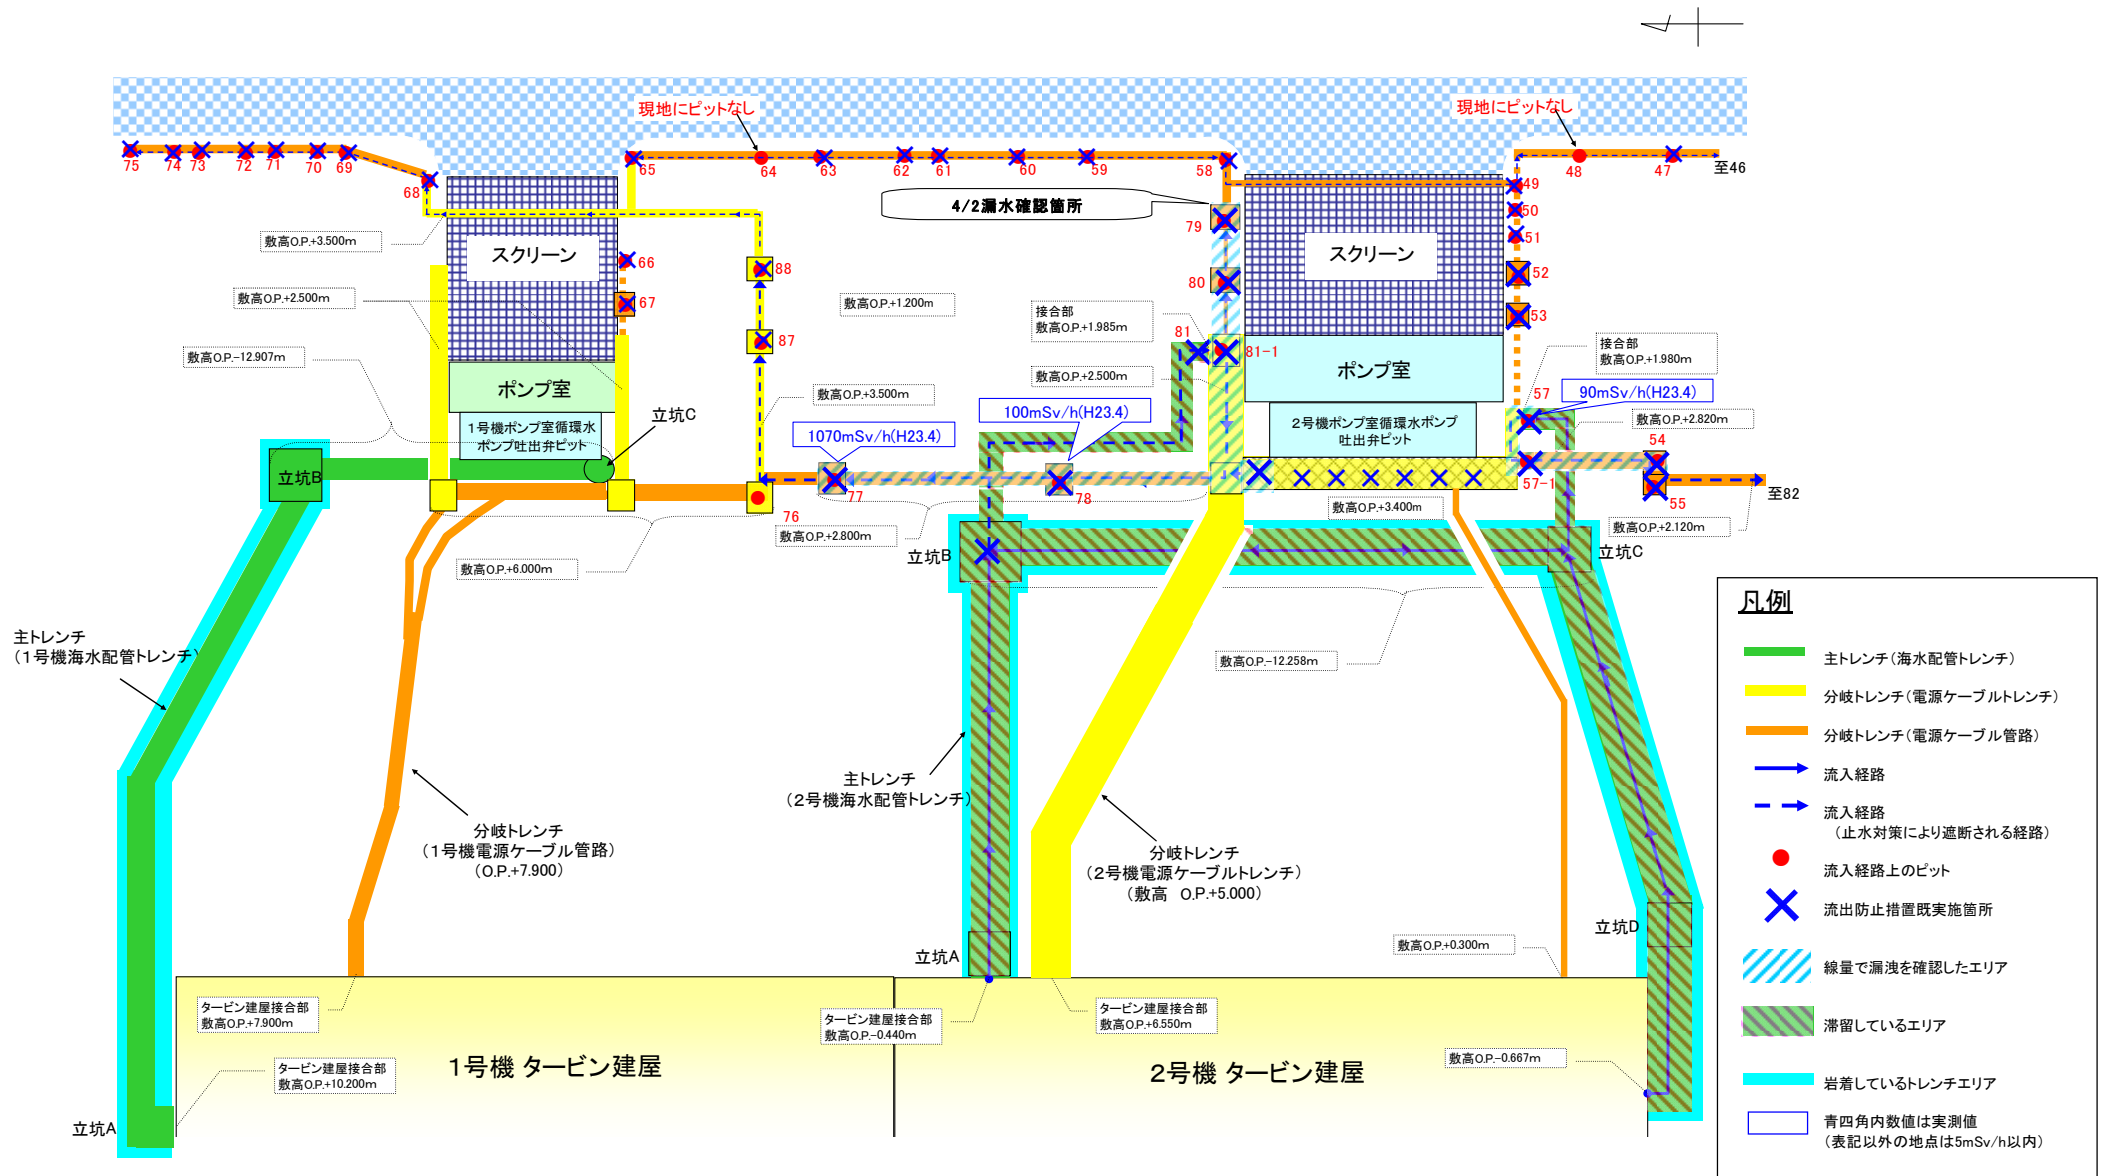 現地にピットなし
現地にピットなし
75
74
73
72
71
70
69
68
65
64
63
62
61
60
59
58
48
47
至46
49
50
51
52
53
4/2漏水確認箇所
79
80
敷高O.P.+3.500m
スクリーン
スクリーン
66
67
88
87
敷高O.P.+2.500m
敷高O.P.+1.200m
接合部
敷高O.P.+1.985m
81
81-1
接合部
敷高O.P.+1.980m
敷高O.P.-12.907m
ポンプ室
ポンプ室
敷高O.P.+2.500m
敷高O.P.+3.500m
57
90mSv/h(H23.4)
100mSv/h(H23.4)
1070mSv/h(H23.4)
敷高O.P.+2.820m
立坑C
1号機ポンプ室循環水
ポンプ吐出弁ピット
2号機ポンプ室循環水ポンプ
吐出弁ピット
54
立坑B
77
78
57-1
55
至82
76
敷高O.P.+3.400m
敷高O.P.+2.120m
敷高O.P.+2.800m
立坑B
立坑C
敷高O.P.+6.000m
主トレンチ
（1号機海水配管トレンチ）
敷高O.P.-12.258m
主トレンチ
（2号機海水配管トレンチ）
分岐トレンチ
（1号機電源ケーブル管路）
（O.P.+7.900）
分岐トレンチ
（2号機電源ケーブルトレンチ）
（敷高　O.P.+5.000）
立坑D
敷高O.P.+0.300m
立坑A
タービン建屋接合部
敷高O.P.+7.900m
タービン建屋接合部
敷高O.P.-0.440m
タービン建屋接合部
敷高O.P.+6.550m
敷高O.P.-0.667m
1号機 タービン建屋
2号機 タービン建屋
タービン建屋接合部
敷高O.P.+10.200m
立坑A
凡例
主トレンチ（海水配管トレンチ）
分岐トレンチ（電源ケーブルトレンチ）
分岐トレンチ（電源ケーブル管路）
流入経路
流入経路
（止水対策により遮断される経路）
流入経路上のピット
流出防止措置既実施箇所
線量で漏洩を確認したエリア
滞留しているエリア
岩着しているトレンチエリア
青四角内数値は実測値
（表記以外の地点は5mSv/h以内）